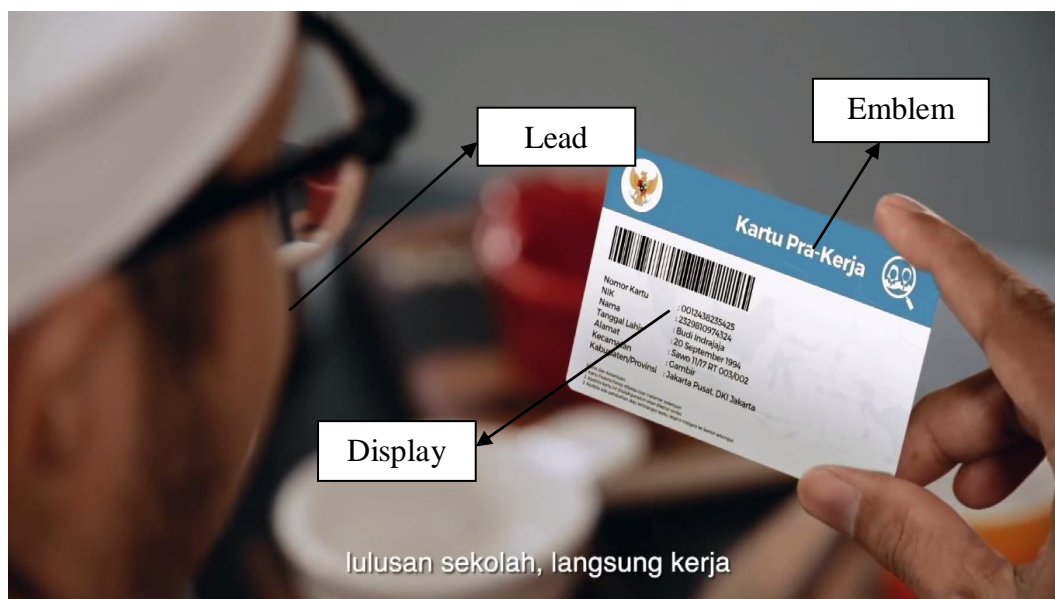 Emblem
Lead
Kartu Pra-Kerja
Nomor Kartu : 0012438235425
NIK : 2329810974324
Nama : Budi Indrajaja
Tanggal Lahir : 20 September 1994
Alamat : Sawo 11/17 RT 003/002
Kecamatan : Gambir
Kabupaten/Provinsi : Jakarta Pusat, DKI Jakarta
Display
lulusan sekolah, langsung kerja